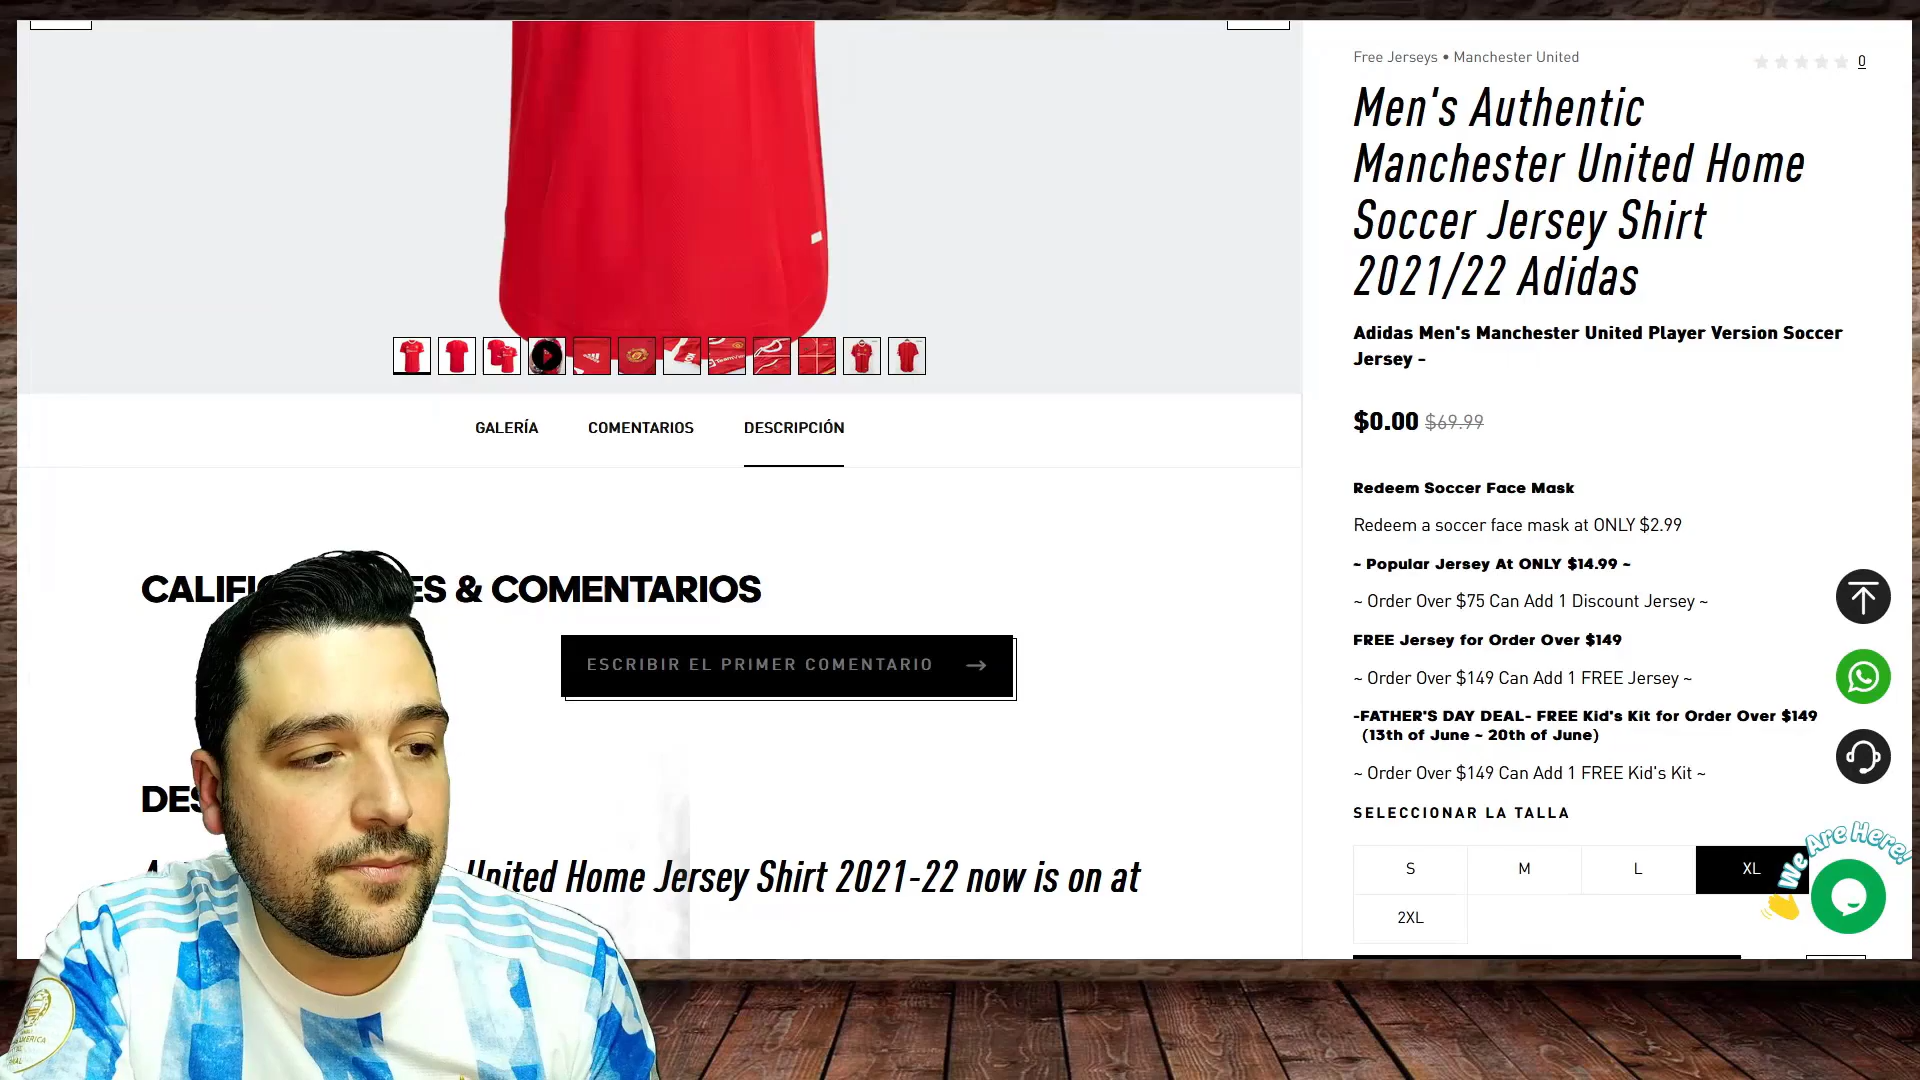 Free Jerseys • Manchester United
0
Men's Authentic
Manchester United Home
Soccer Jersey Shirt
2021/22 Adidas
Adidas Men's Manchester United Player Version Soccer
Jersey -
$0.00 $69.99
Redeem Soccer Face Mask
Redeem a soccer face mask at ONLY $2.99
~ Popular Jersey At ONLY $14.99 ~
~ Order Over $75 Can Add 1 Discount Jersey ~
FREE Jersey for Order Over $149
~ Order Over $149 Can Add 1 FREE Jersey ~
-FATHER'S DAY DEAL- FREE Kid's Kit for Order Over $149
(13th of June ~ 20th of June)
~ Order Over $149 Can Add 1 FREE Kid's Kit ~
SELECCIONAR LA TALLA
S M L XL
2XL
We Are Here!
GALERÍA COMENTARIOS DESCRIPCIÓN
ES & COMENTARIOS
ESCRIBIR EL PRIMER COMENTARIO
United Home Jersey Shirt 2021-22 now is on at